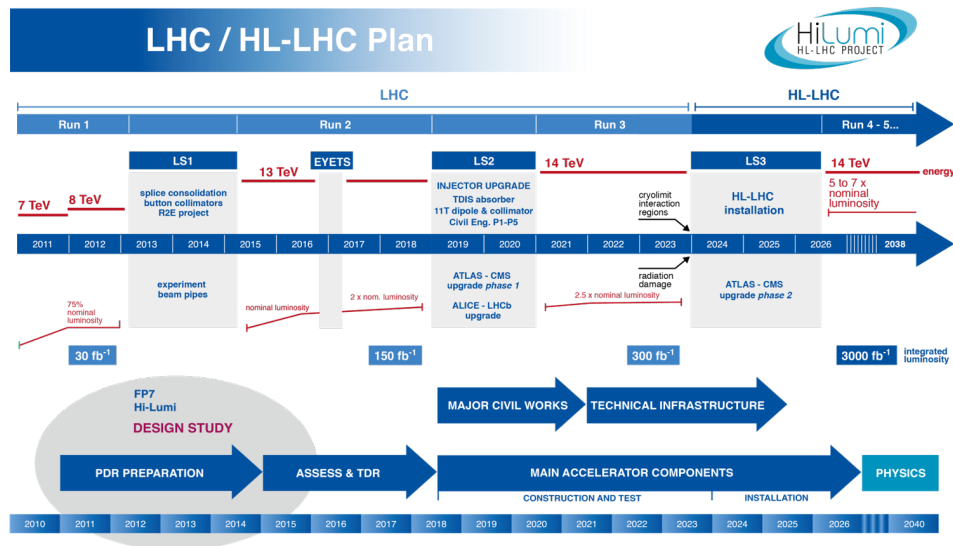 LHC / HL-LHC Plan
HiLumi
HL-LHC PROJECT
LHC
HL-LHC
Run 1
Run 2
Run 3
Run 4 - 5...
LS1
EYETS
LS2
14 TeV
LS3
14 TeV
13 TeV
energy
7 TeV
8 TeV
splice consolidation
button collimators
R2E project
INJECTOR UPGRADE
TDIS absorber
11T dipole & collimator
Civil Eng. P1-P5
cryolimit
interaction
regions
HL-LHC
installation
5 to 7 x
nominal
luminosity
2011 2012 2013 2014 2015 2016 2017 2018 2019 2020 2021 2022 2023 2024 2025 2026 2038
experiment
beam pipes
ATLAS - CMS
upgrade phase 1
ALICE - LHCb
upgrade
radiation
damage
ATLAS - CMS
upgrade phase 2
75%
nominal
luminosity
nominal luminosity
2 x nom. luminosity
2.5 x nominal luminosity
30 fb-1
150 fb-1
300 fb-1
3000 fb-1
integrated
luminosity
FP7
Hi-Lumi
DESIGN STUDY
MAJOR CIVIL WORKS
TECHNICAL INFRASTRUCTURE
PDR PREPARATION
ASSESS & TDR
MAIN ACCELERATOR COMPONENTS
PHYSICS
CONSTRUCTION AND TEST
INSTALLATION
2010 2011 2012 2013 2014 2015 2016 2017 2018 2019 2020 2021 2022 2023 2024 2025 2026 2040